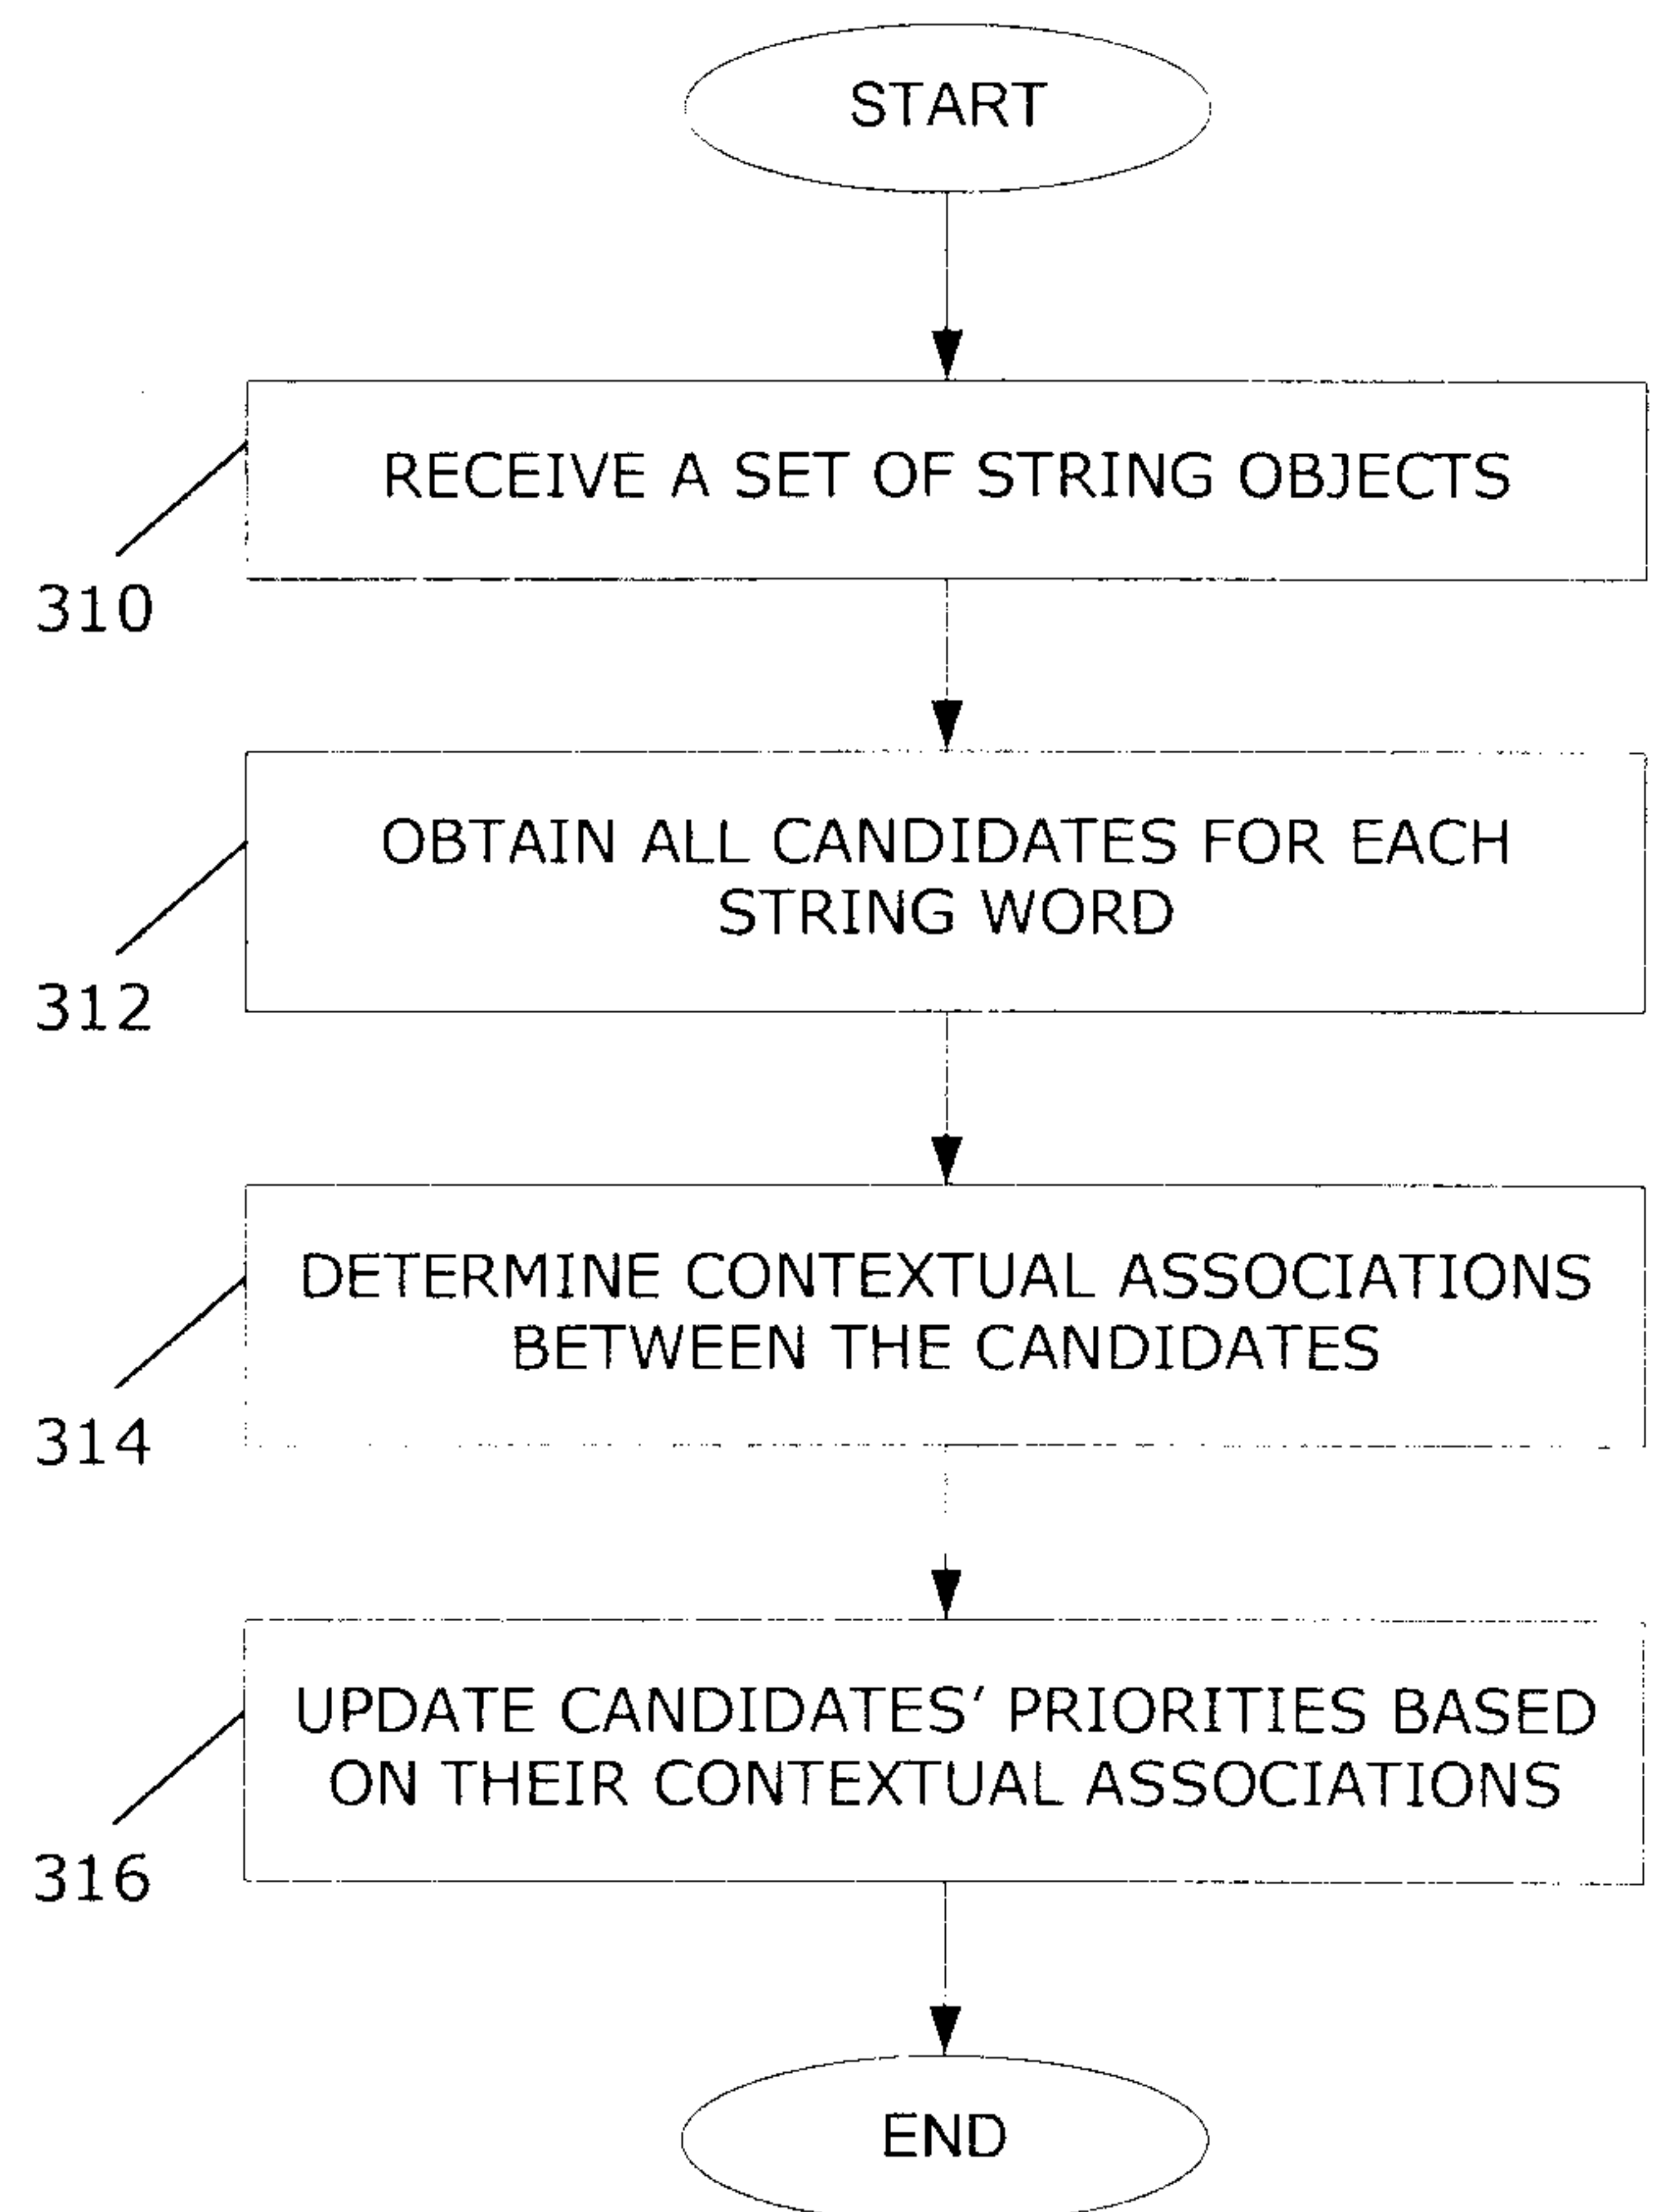 START
RECEIVE A SET OF STRING OBJECTS
310
OBTAIN ALL CANDIDATES FOR EACH
STRING WORD
312
DETERMINE CONTEXTUAL ASSOCIATIONS
BETWEEN THE CANDIDATES
314
UPDATE CANDIDATES' PRIORITIES BASED
ON THEIR CONTEXTUAL ASSOCIATIONS
316
END